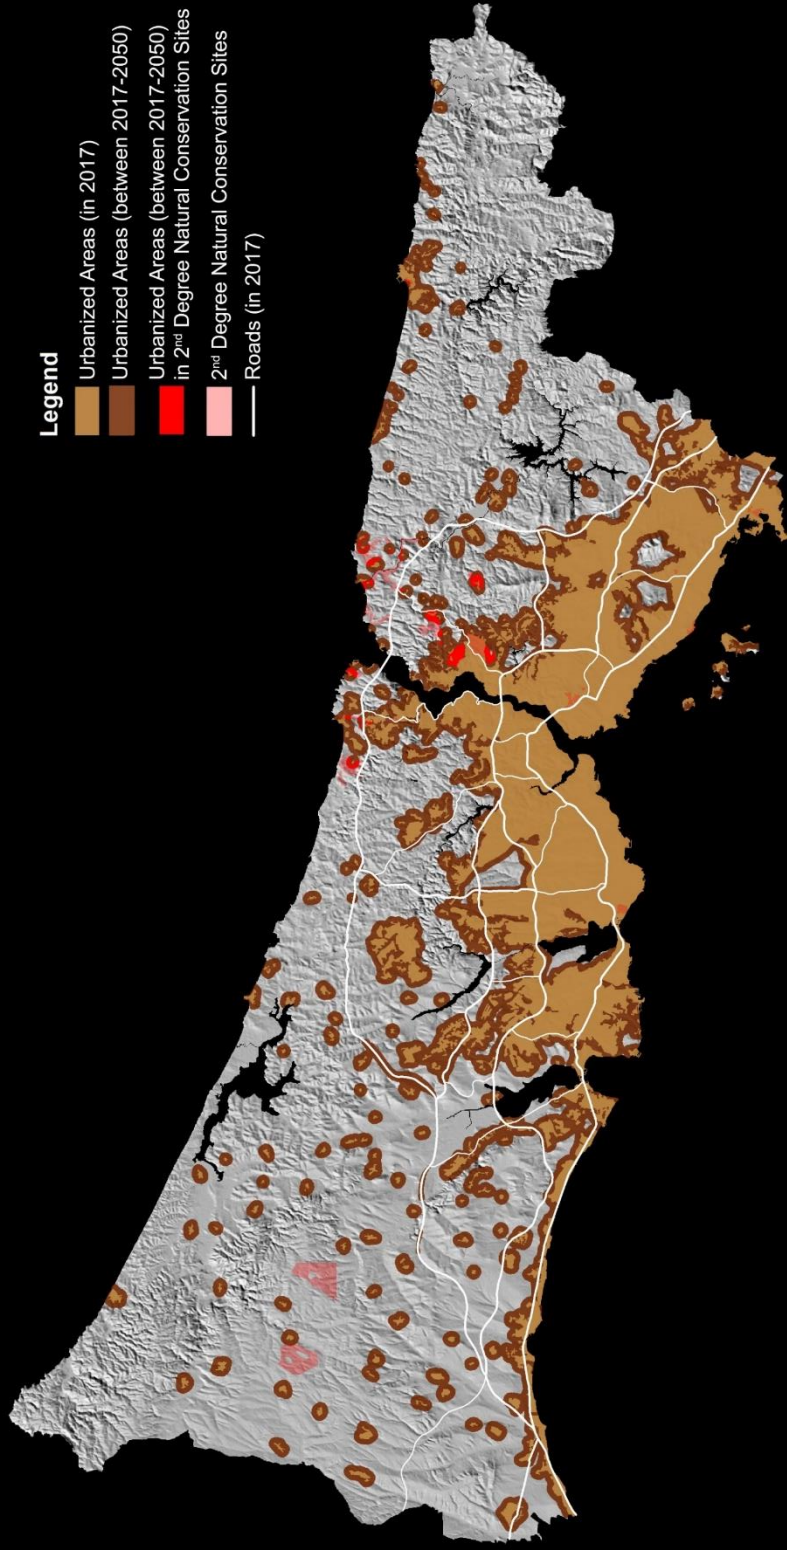 Legend
Urbanized Areas (in 2017)
Urbanized Areas (between 2017-2050)
Urbanized Areas (between 2017-2050)
in 2nd Degree Natural Conservation Sites
2nd Degree Natural Conservation Sites
Roads (in 2017)